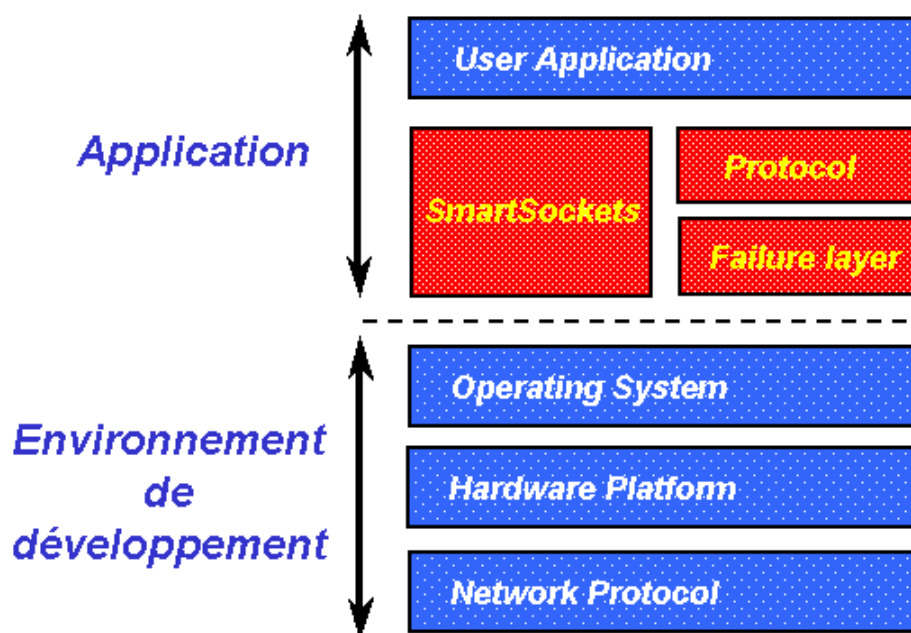 User Application
Application
SmartSockets
Protocol
Failure layer
Environnement
de
développement
Operating System
Hardware Platform
Network Protocol